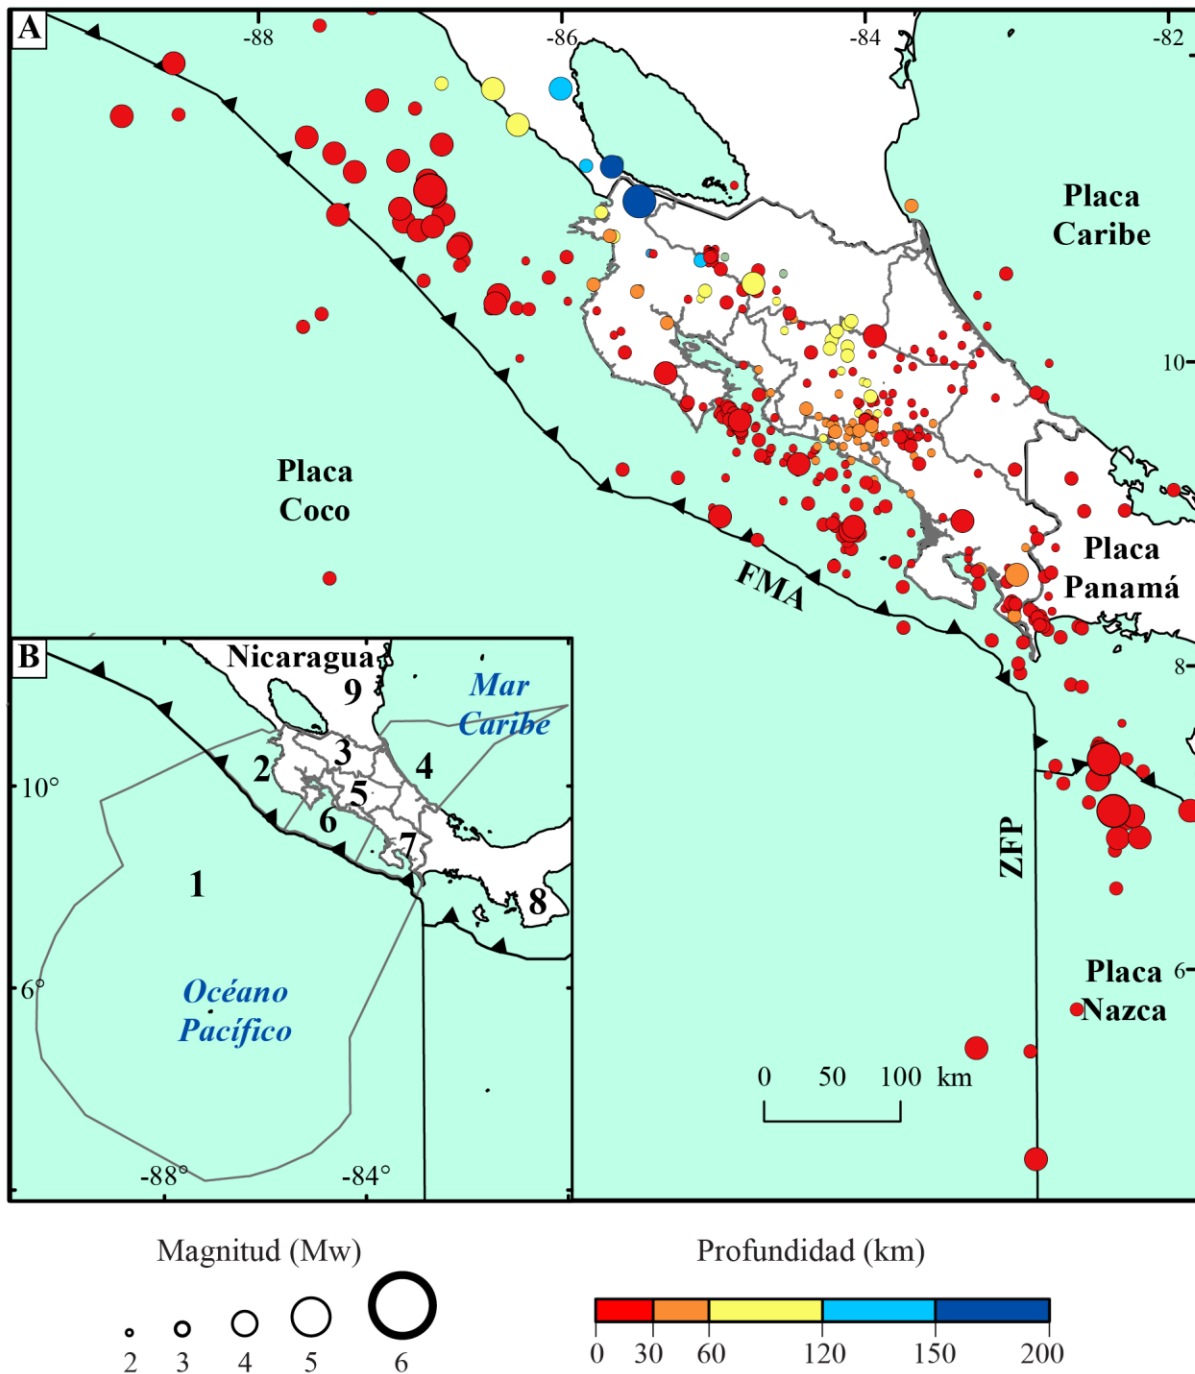 A
-88
-86
-84
-82
Placa
Caribe
10
Placa
Coco
Placa
Panamá
FMA
8
B
Nicaragua
9
Mar
Caribe
3
2
4
10°
5
6
7
1
8
ZFP
6°
Océano
Pacífico
-88°
-84°
6
Placa
Nazca
0 50 100 km
Magnitud (Mw)
2 3 4 5 6
Profundidad (km)
0 30 60 120 150 200